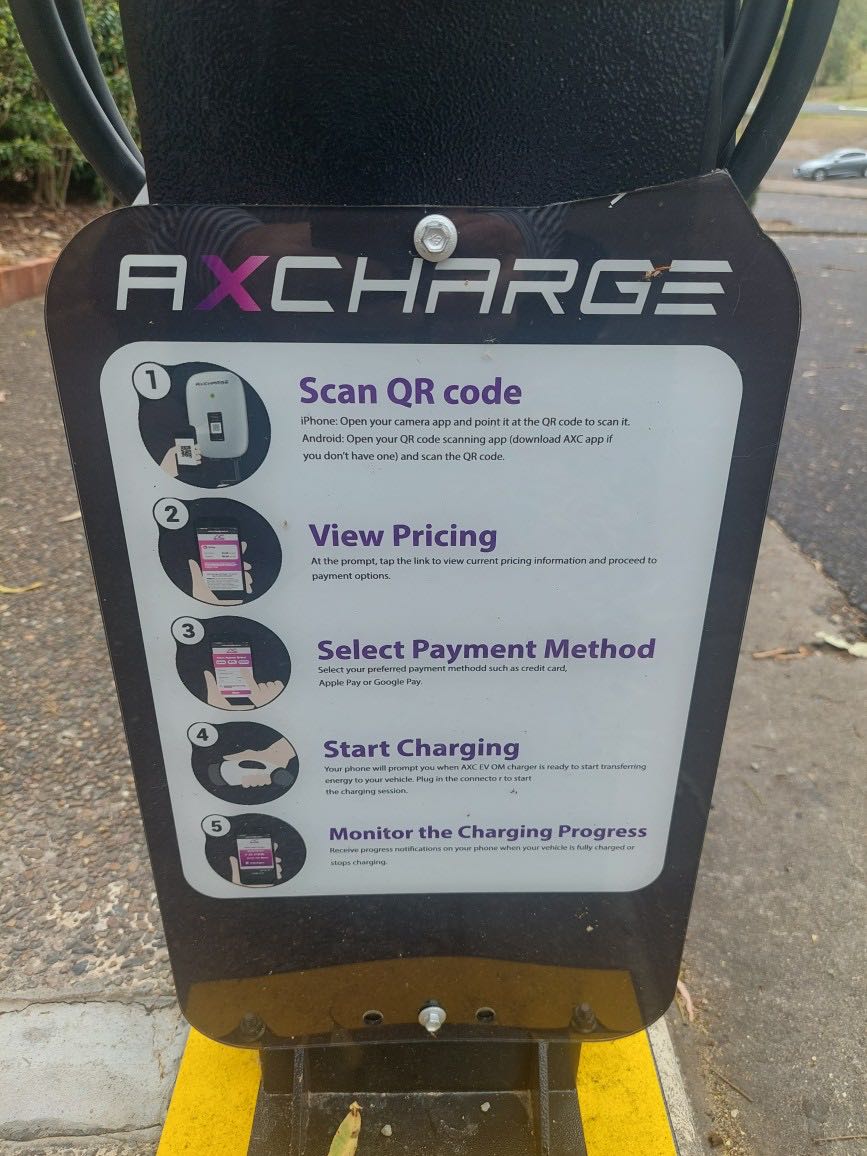 AXCHARGE
1
AXCHARGE
Scan QR code
iPhone: Open your camera app and point it at the QR code to scan it.
Android: Open your QR code scanning app (download AXC app if
you don't have one) and scan the QR code.
2
View Pricing
At the prompt, tap the link to view current pricing information and proceed to
payment options.
3
Select Payment Method
Select your preferred payment methodd such as credit card,
Apple Pay or Google Pay.
4
Start Charging
Your phone will prompt you when AXC EV OM charger is ready to start transferring
energy to your vehicle. Plug in the connecto r to start
the charging session.
5
Monitor the Charging Progress
Receive progress notifications on your phone when your vehicle is fully charged or
stops charging.